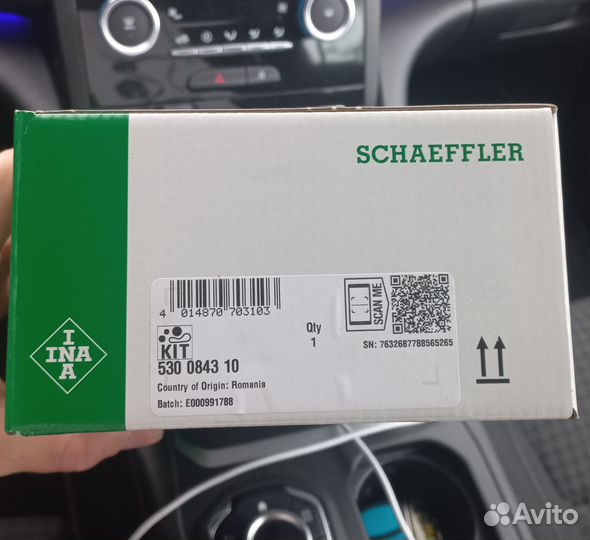 SCHAEFFLER
INA
INA
4 014870 703103
KIT
Qty
1
SCAN ME
SN: 7632687788565265
530 0843 10
Country of Origin: Romania
Batch: E000991788
Avito